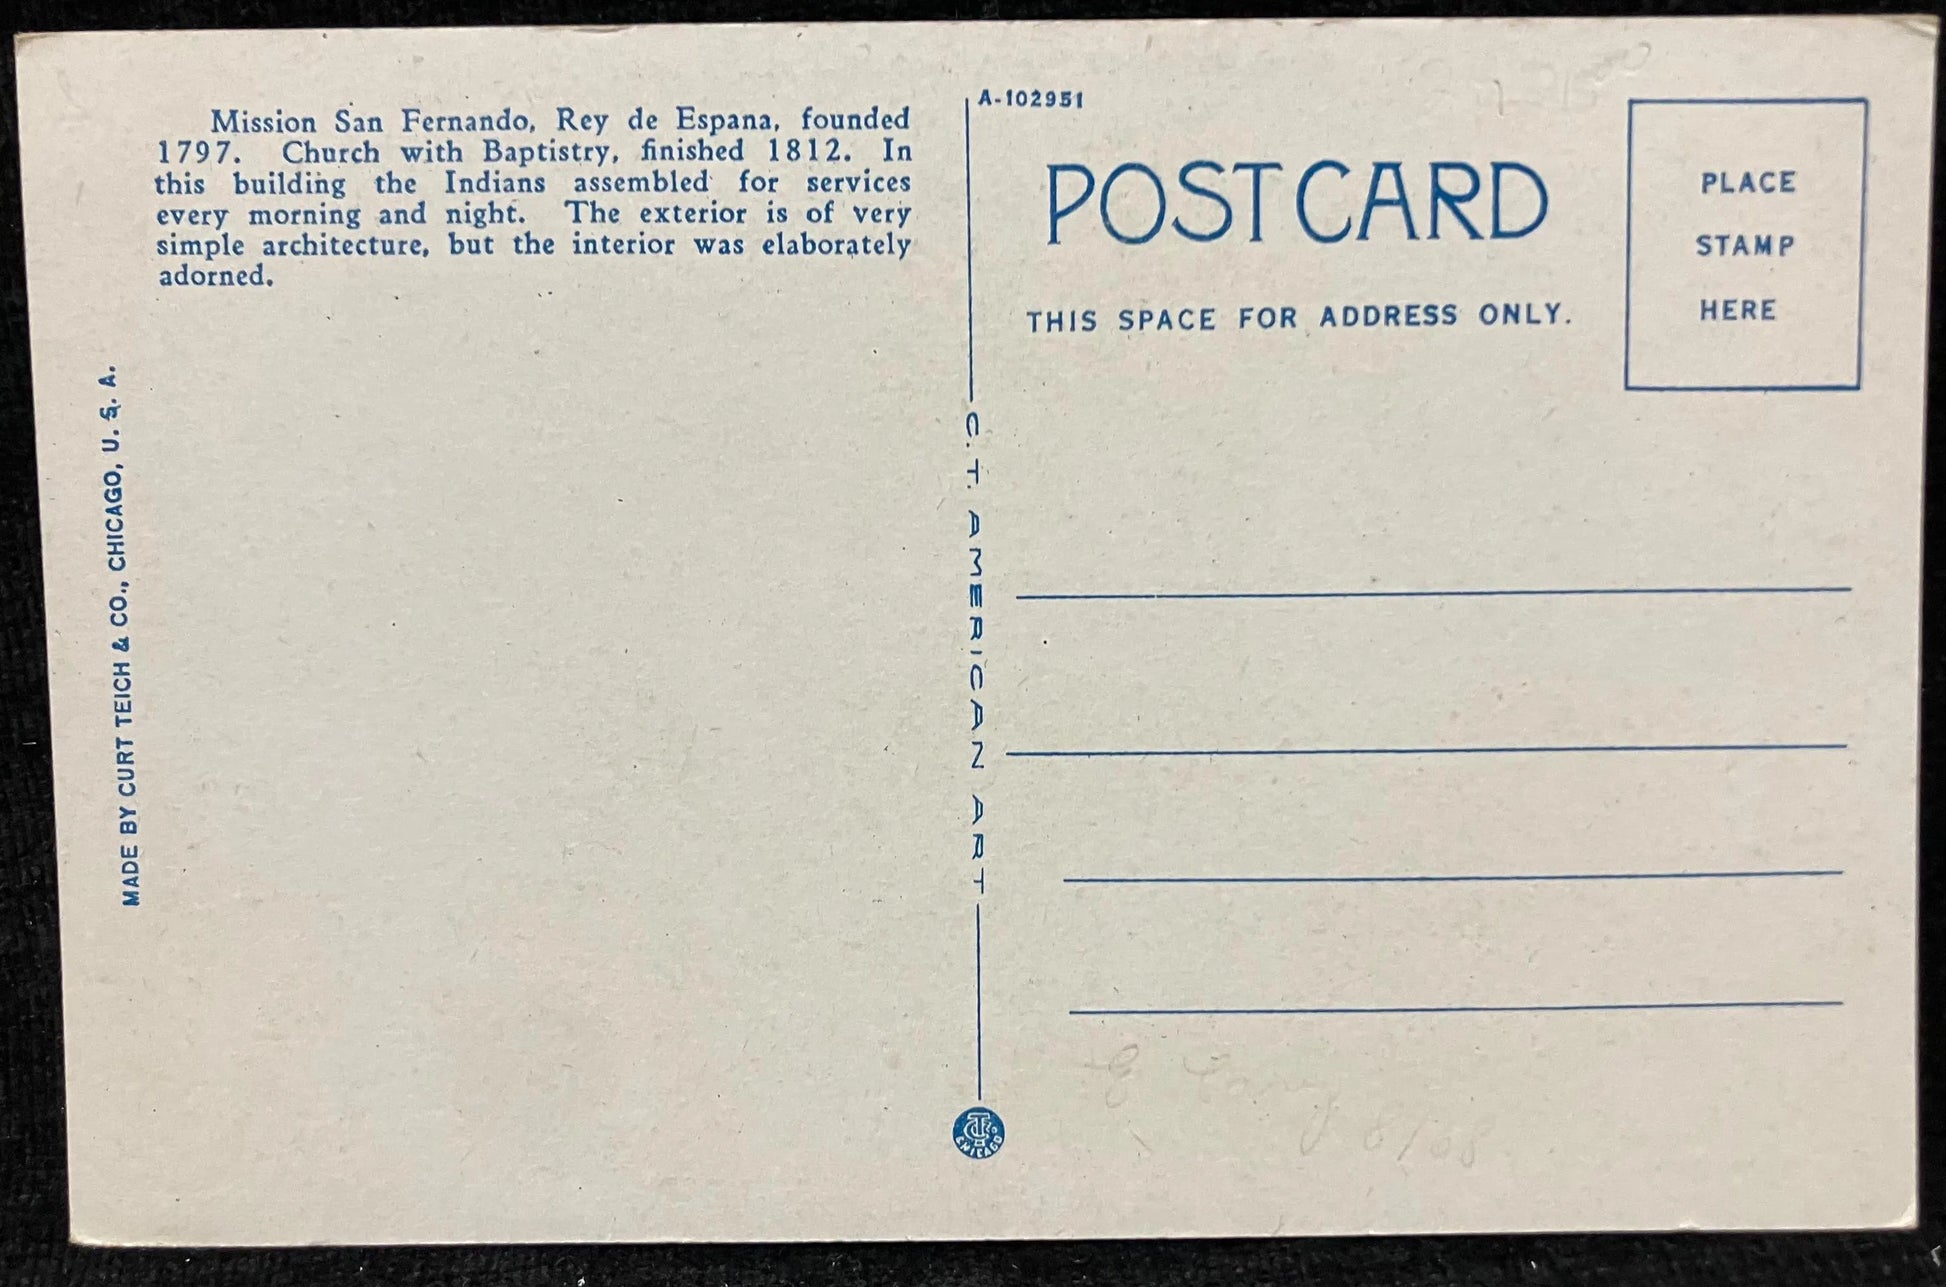 Mission San Fernando, Rey de Espana, founded
1797. Church with Baptistry, finished 1812. In
this building the Indians assembled for services
every morning and night. The exterior is of very
simple architecture, but the interior was elaborately
adorned.
MADE BY CURT TEICH & CO., CHICAGO, U. S. A.
C. T. AMERICAN ART
CHICAGO
A-102951
POST CARD
THIS SPACE FOR ADDRESS ONLY.
PLACE
STAMP
HERE